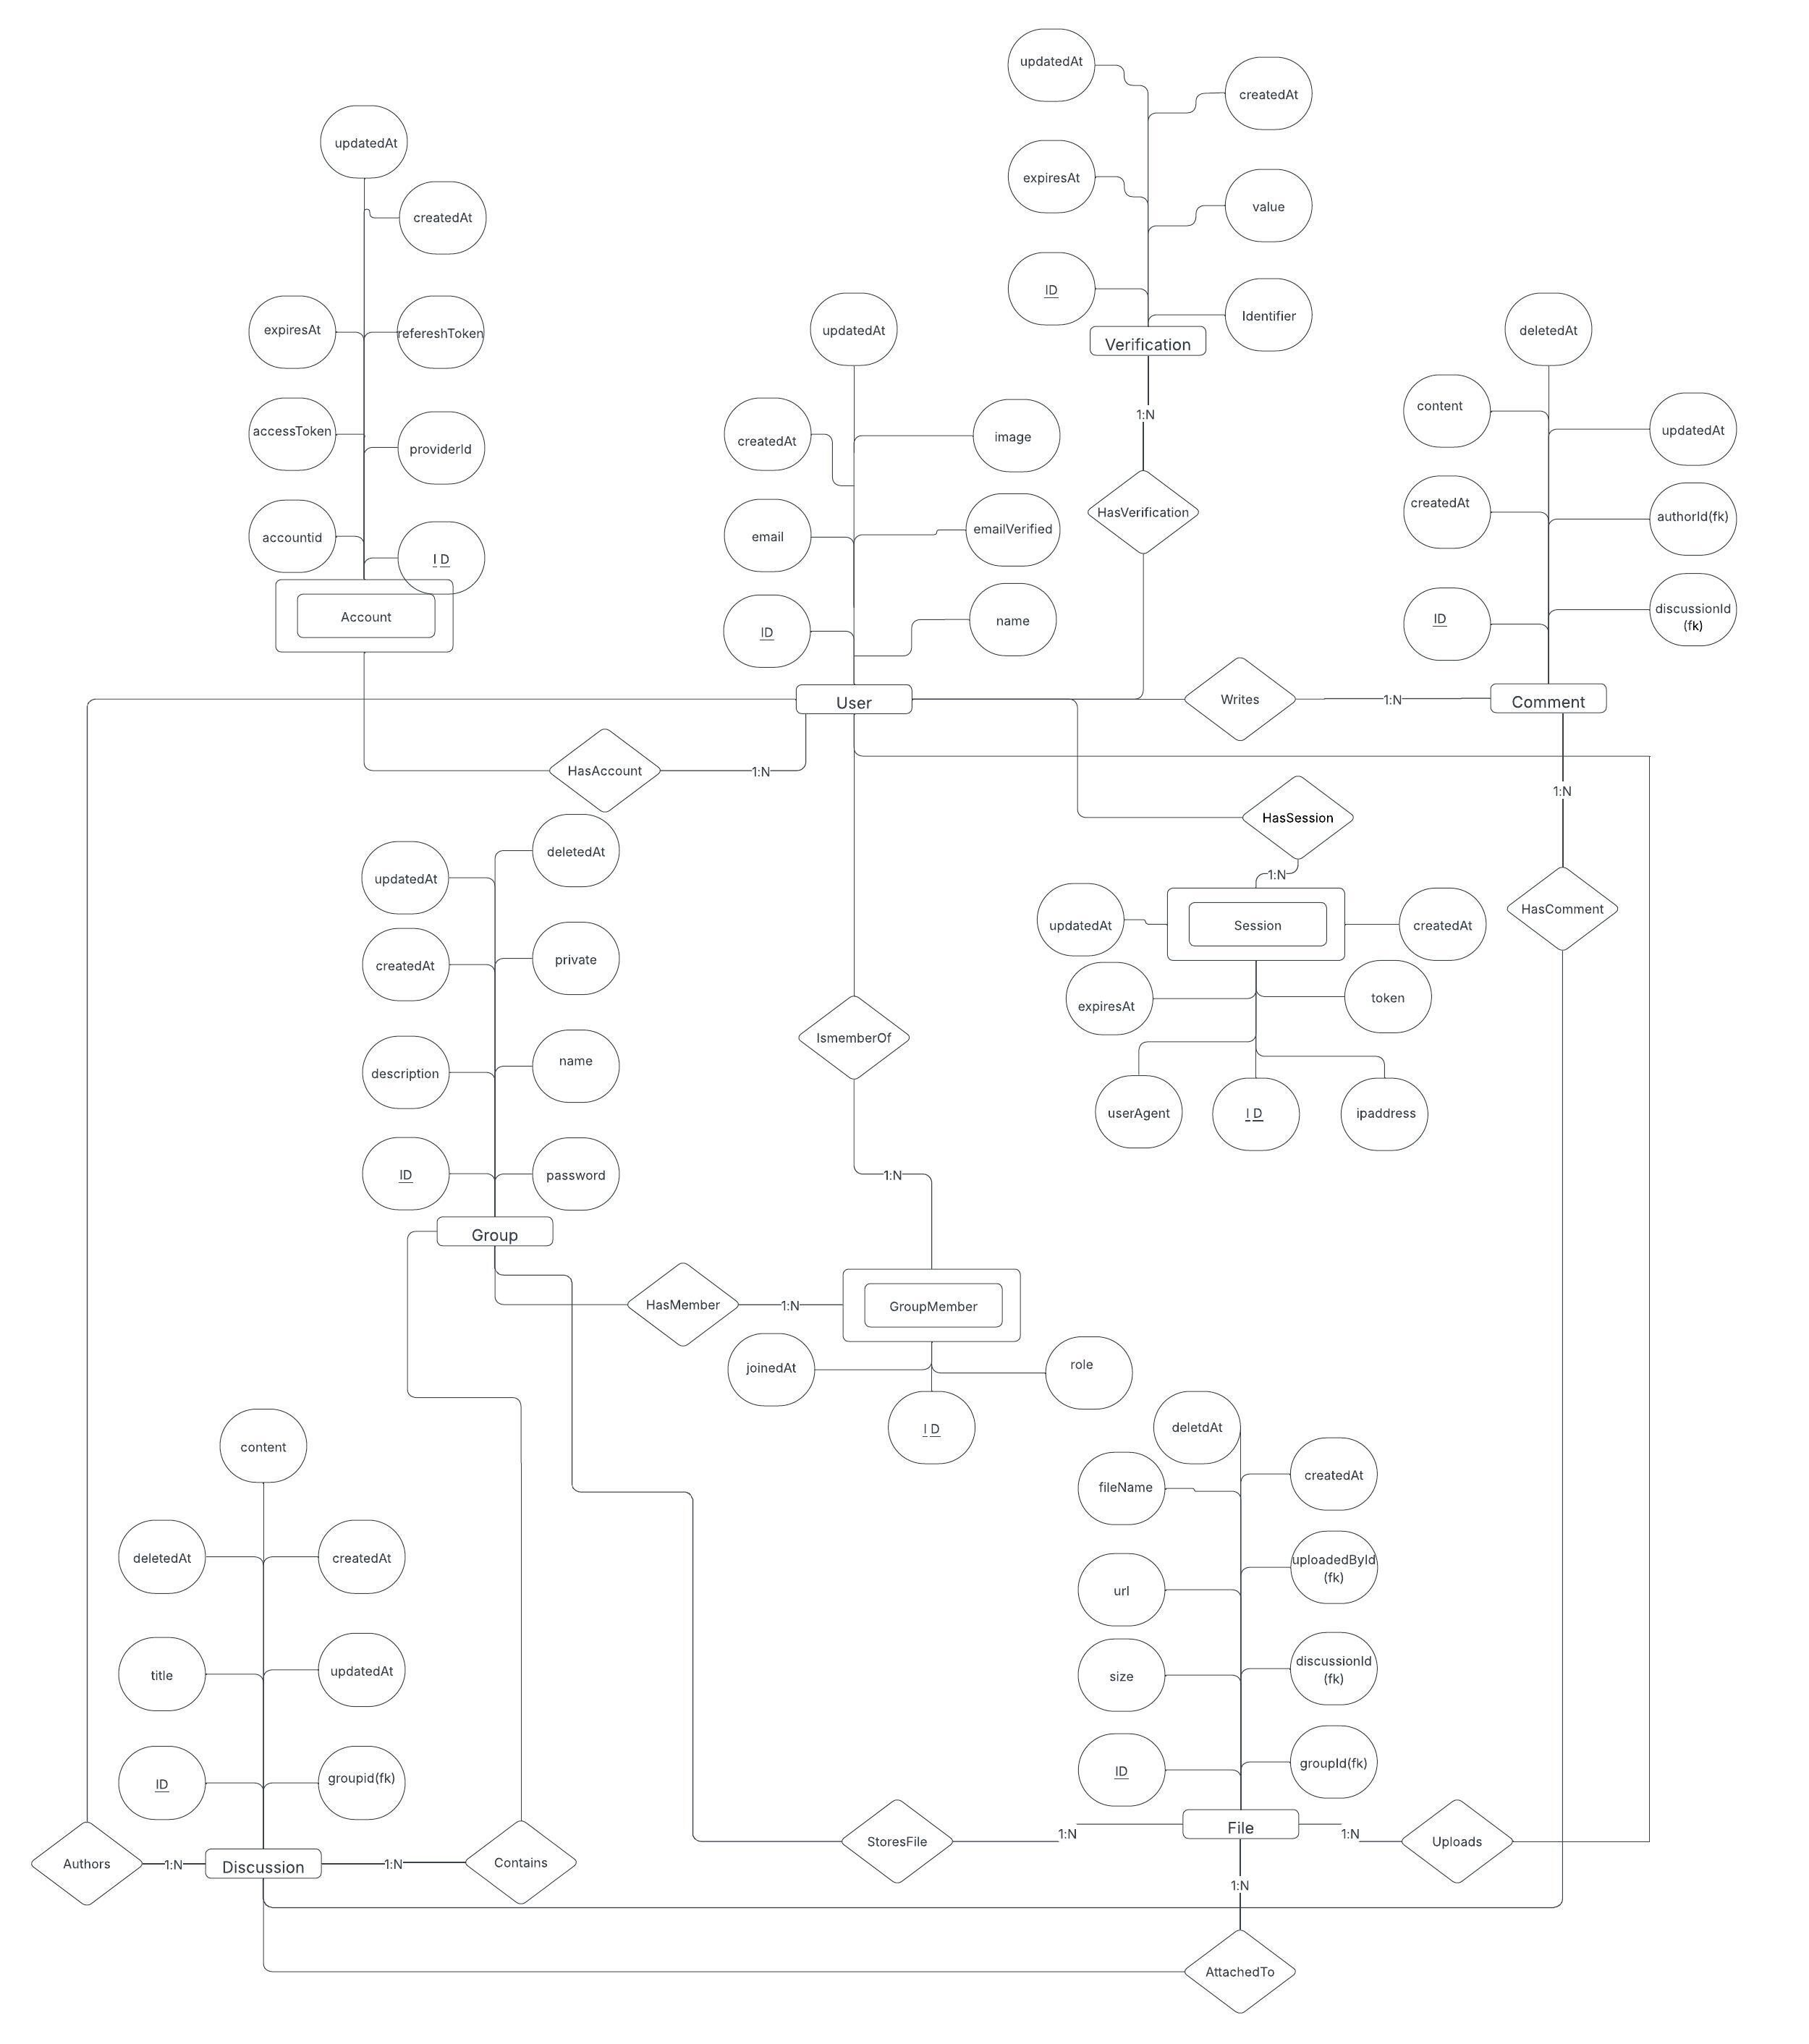 updatedAt
createdAt
expiresAt
value
ID
Identifier
Verification
1:N
HasVerification
updatedAt
createdAt
expiresAt
refereshToken
accessToken
providerId
accountid
I D
Account
updatedAt
createdAt
image
email
emailVerified
ID
name
User
deletedAt
content
updatedAt
createdAt
authorId(fk)
ID
discussionId
(fk)
Comment
Writes
1:N
HasAccount
1:N
1:N
HasComment
HasSession
1:N
Session
updatedAt
createdAt
expiresAt
token
userAgent
I D
ipaddress
deletedAt
updatedAt
private
createdAt
name
description
ID
password
Group
IsmemberOf
1:N
HasMember
1:N
GroupMember
joinedAt
role
I D
content
deletedAt
createdAt
title
updatedAt
ID
groupid(fk)
Authors
1:N
Discussion
1:N
Contains
deletdAt
fileName
createdAt
url
uploadedById
(fk)
size
discussionId
(fk)
ID
groupId(fk)
StoresFile
1:N
File
1:N
Uploads
1:N
AttachedTo